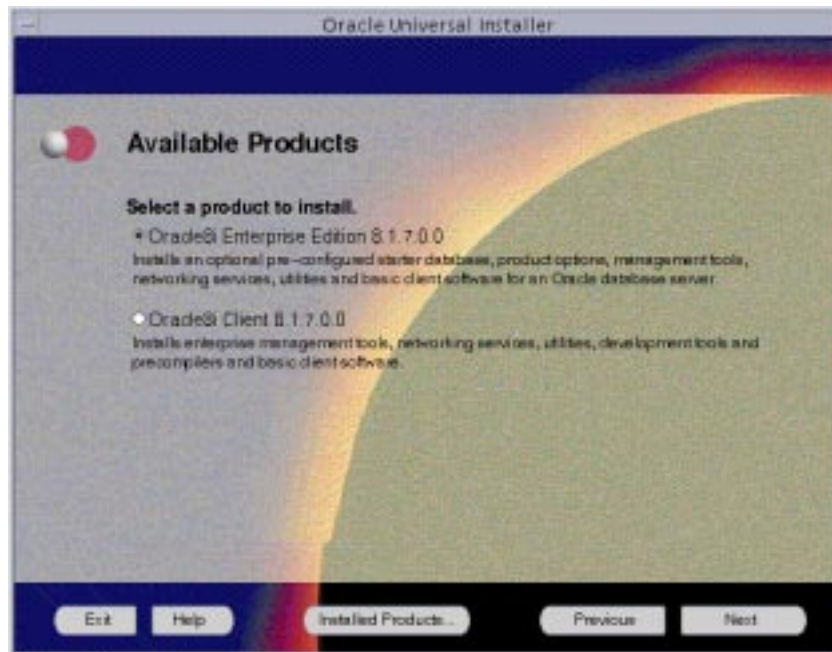 Oracle Universal Installer
Available Products
Select a product to install.
Oracle8i Enterprise Edition 8.1.7.0.0
Installs an optional pre-configured starter database, product options, management tools,
networking services, utilities and basic client software for an Oracle database server.
Oracle8i Client 8.1.7.0.0
Installs enterprise management tools, networking services, utilities, development tools and
precompilers and basic client software.
Exit
Help
Installed Products...
Previous
Next